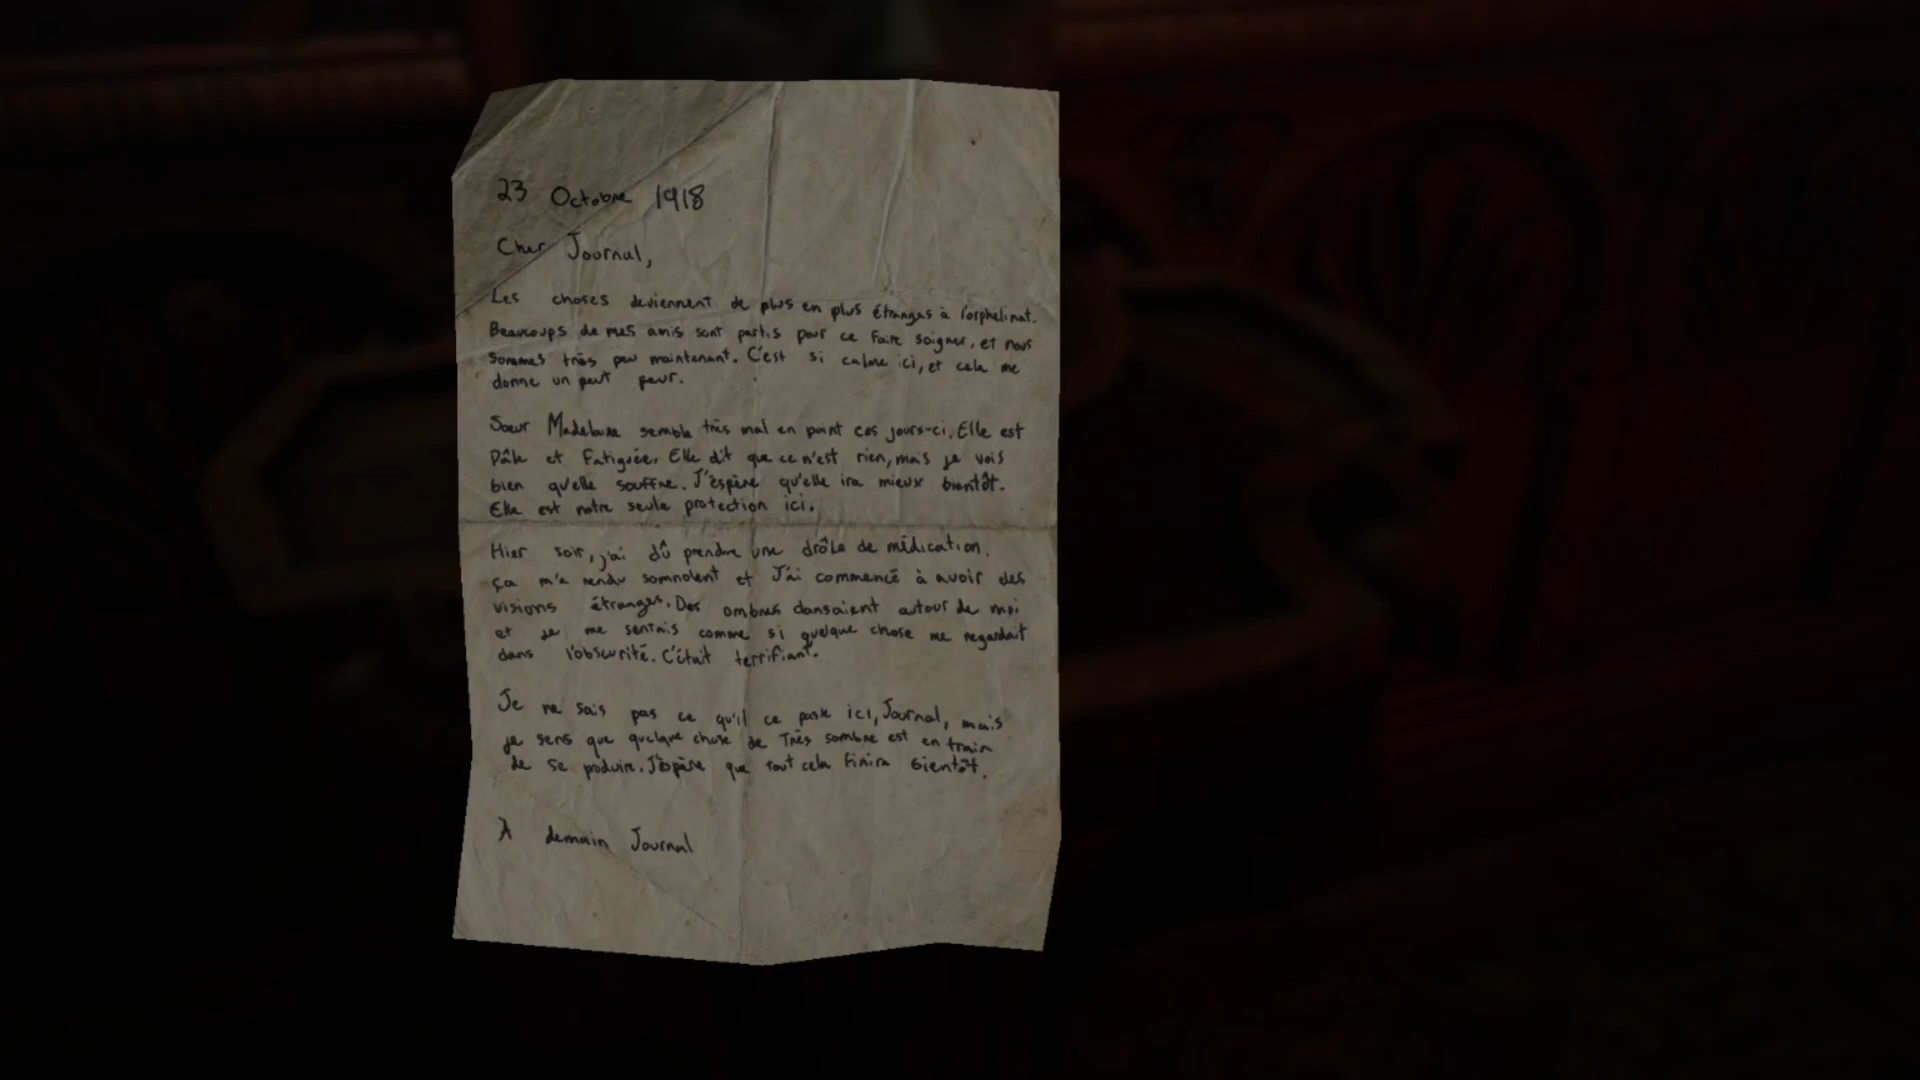 23 Octobre 1918
Cher Journal,
Les choses deviennent de plus en plus étranges à l'orphelinat.
Beaucoups de mes amis sont partis pour ce faire soigner, et nous
sommes très peu maintenant. C'est si calme ici, et cela me
donne un peut peur.
Soeur Madelaine semble très mal en point ces jours-ci. Elle est
Pâle et fatiguée. Elle dit que ce n'est rien, mais je vois
bien qu'elle souffre. J'éspère qu'elle ira mieux bientôt.
Elle est notre seule protection ici.
Hier soir, j'ai dû prendre une drôle de médication.
ça m'a rendu somnolent et J'ai commencé à avoir des
visions étranges. Des ombres dansaient autour de moi
et je me sentais comme si quelque chose me regardait
dans l'obscurité. C'était terrifiant.
Je ne sais pas ce qu'il ce passe ici, Journal, mais
je sens que quelque chose de Très sombre est en train
de se produire. J'éspère que tout cela finira bientôt.
À demain Journal